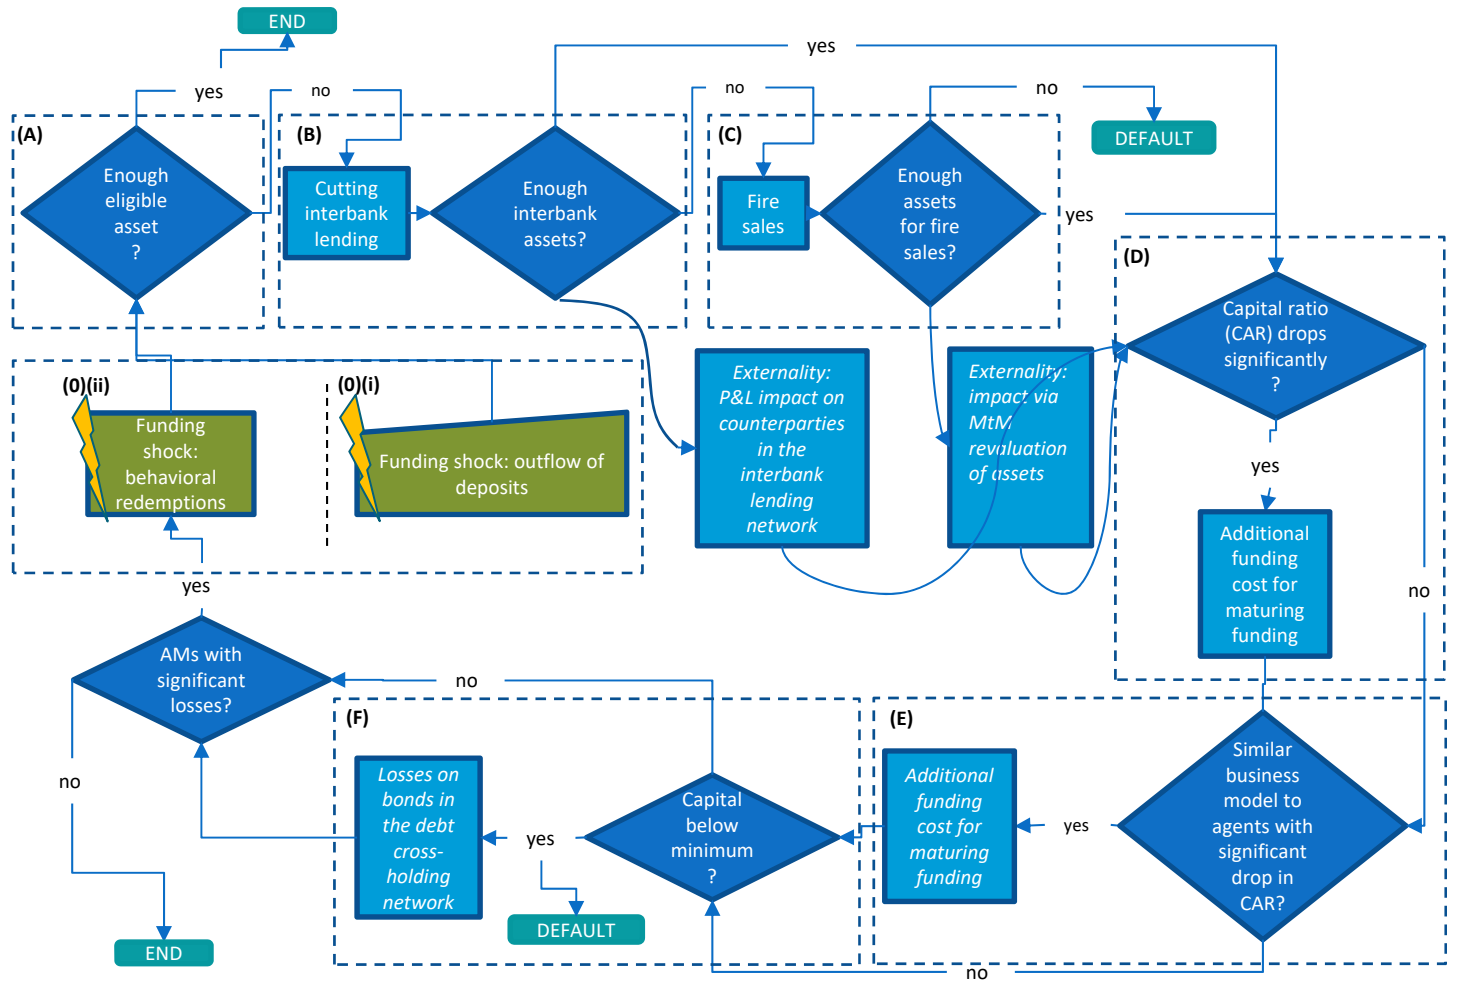 END
yes
yes
no
no
no
DEFAULT
(A)
Enough
eligible
asset
?
(B)
Cutting
interbank
lending
Enough
interbank
assets?
(C)
Fire
sales
Enough
assets
for fire
sales?
yes
(D)
Capital ratio
(CAR) drops
significantly
?
yes
Additional
funding
cost for
maturing
funding
no
Externality:
P&L impact on
counterparties
in the
interbank
lending
network
Externality:
impact via
MtM
revaluation
of assets
(0)(ii)
Funding
shock:
behavioral
redemptions
(0)(i)
Funding shock: outflow of
deposits
yes
AMs with
significant
losses?
no
no
END
(F)
Losses on
bonds in
the debt
cross-
holding
network
yes
DEFAULT
Capital
below
minimum
?
(E)
Additional
funding
cost for
maturing
funding
yes
Similar
business
model to
agents with
significant
drop in
CAR?
no